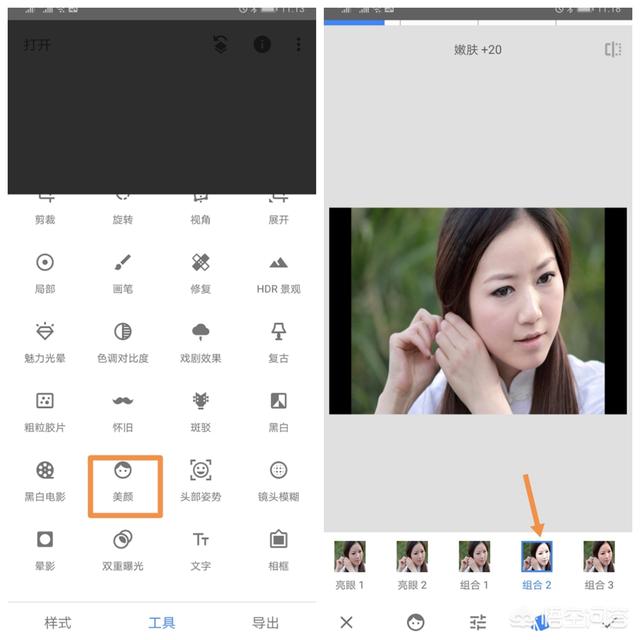 11:13
打开
剪裁 旋转 视角 展开
局部 画笔 修复 HDR 景观
魅力光晕 色调对比度 戏剧效果 复古
粗粒胶片 怀旧 斑驳 黑白
黑白电影 美颜 头部姿势 镜头模糊
晕影 双重曝光 文字 相框
样式 工具 导出
11:18
嫩肤 +20
亮眼 1 亮眼 2 组合 1 组合 2 组合 3
悟空问答